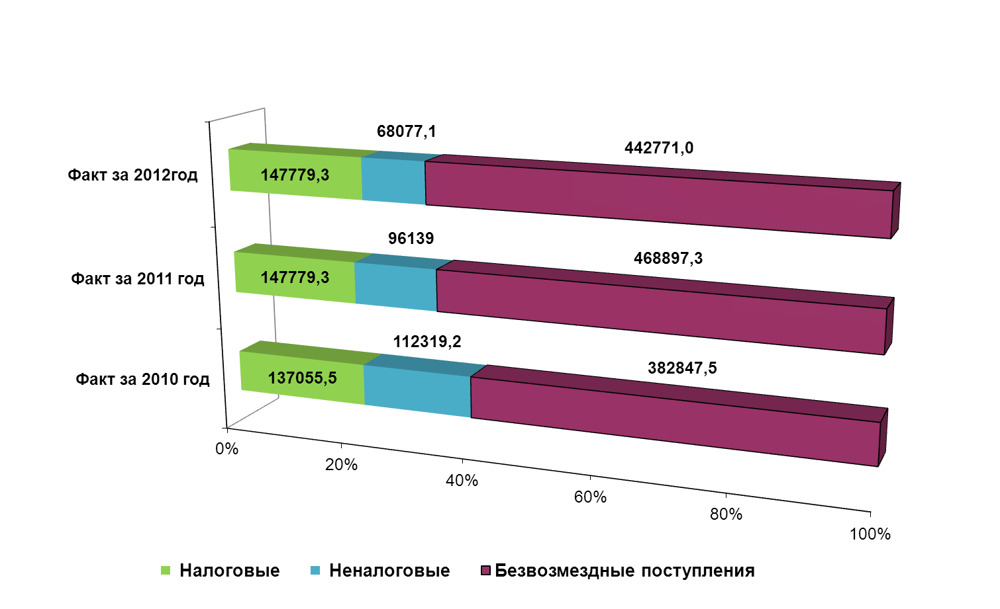 68077,1
442771,0
Факт за 2012год
147779,3
96139
468897,3
Факт за 2011 год
147779,3
112319,2
382847,5
Факт за 2010 год
137055,5
0%
20%
40%
60%
80%
100%
Налоговые
Неналоговые
Безвозмездные поступления